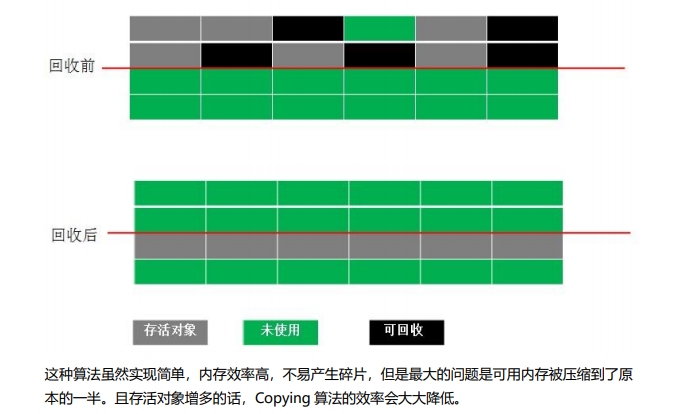 回收前
回收后
存活对象 未使用 可回收
这种算法虽然实现简单，内存效率高，不易产生碎片，但是最大的问题是可用内存被压缩到了原
本的一半。且存活对象增多的话，Copying 算法的效率会大大降低。